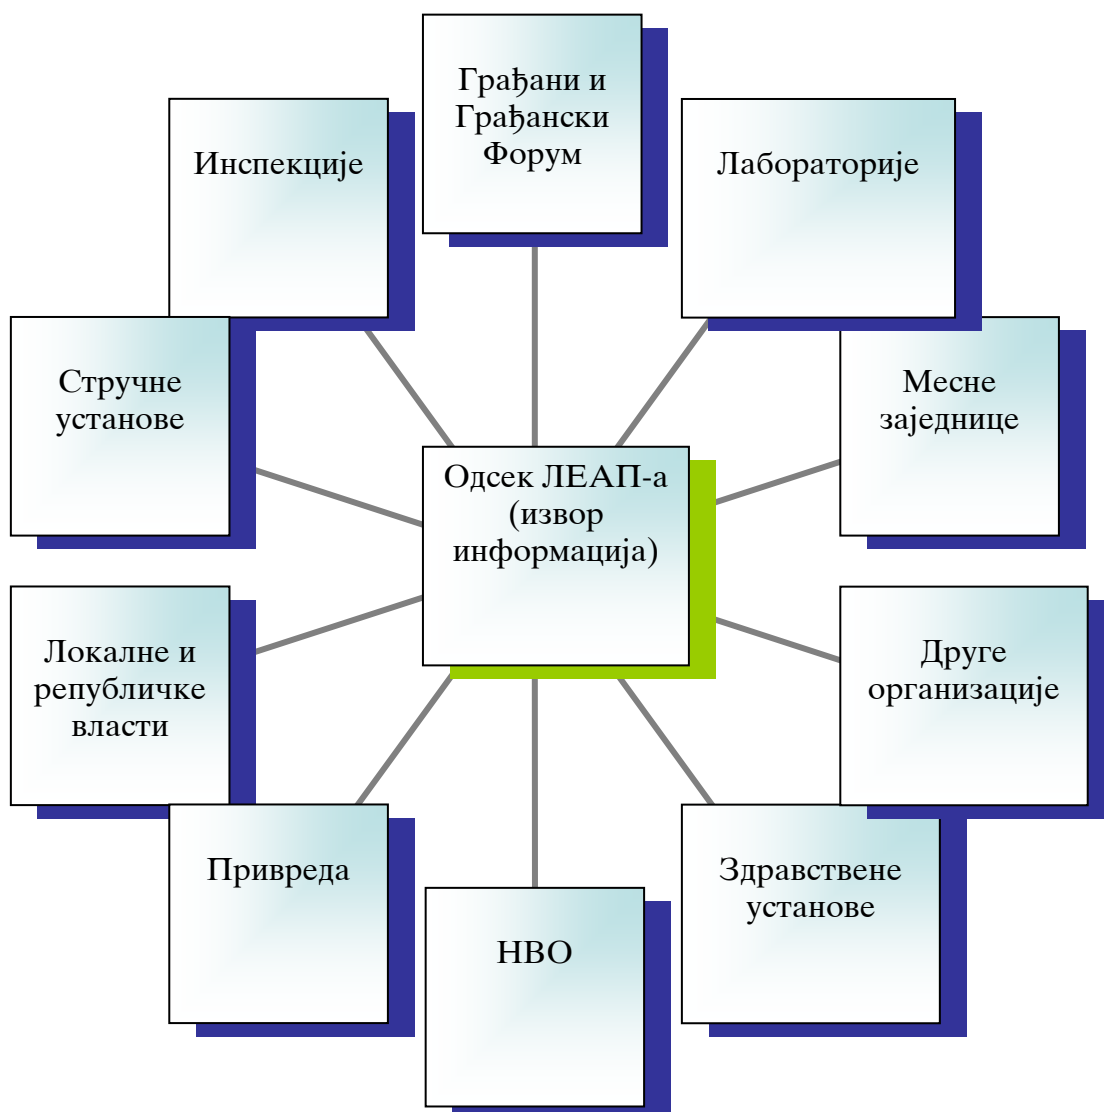 Грађани и
Грађански
Форум
Инспекције
Лабораторије
Стручне
установе
Месне
заједнице
Одсек ЛЕАП-а
(извор
информација)
Локалне и
републичке
власти
Друге
организације
Привреда
Здравствене
установе
НВО